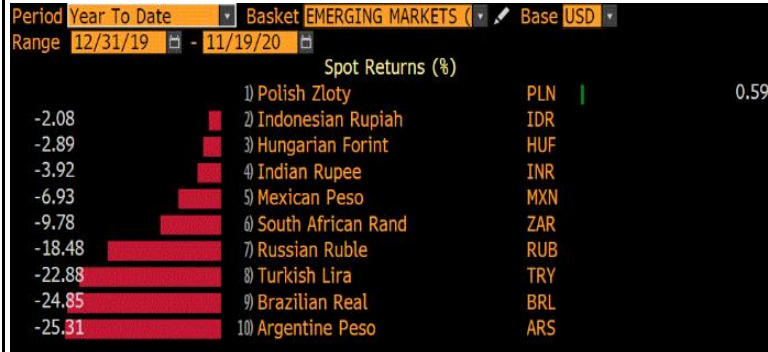 Period Year To Date Basket EMERGING MARKETS ( Base USD
Range 12/31/19 - 11/19/20
Spot Returns (%)
1) Polish Zloty PLN 0.59
-2.08 2) Indonesian Rupiah IDR
-2.89 3) Hungarian Forint HUF
-3.92 4) Indian Rupee INR
-6.93 5) Mexican Peso MXN
-9.78 6) South African Rand ZAR
-18.48 7) Russian Ruble RUB
-22.88 8) Turkish Lira TRY
-24.85 9) Brazilian Real BRL
-25.31 10) Argentine Peso ARS